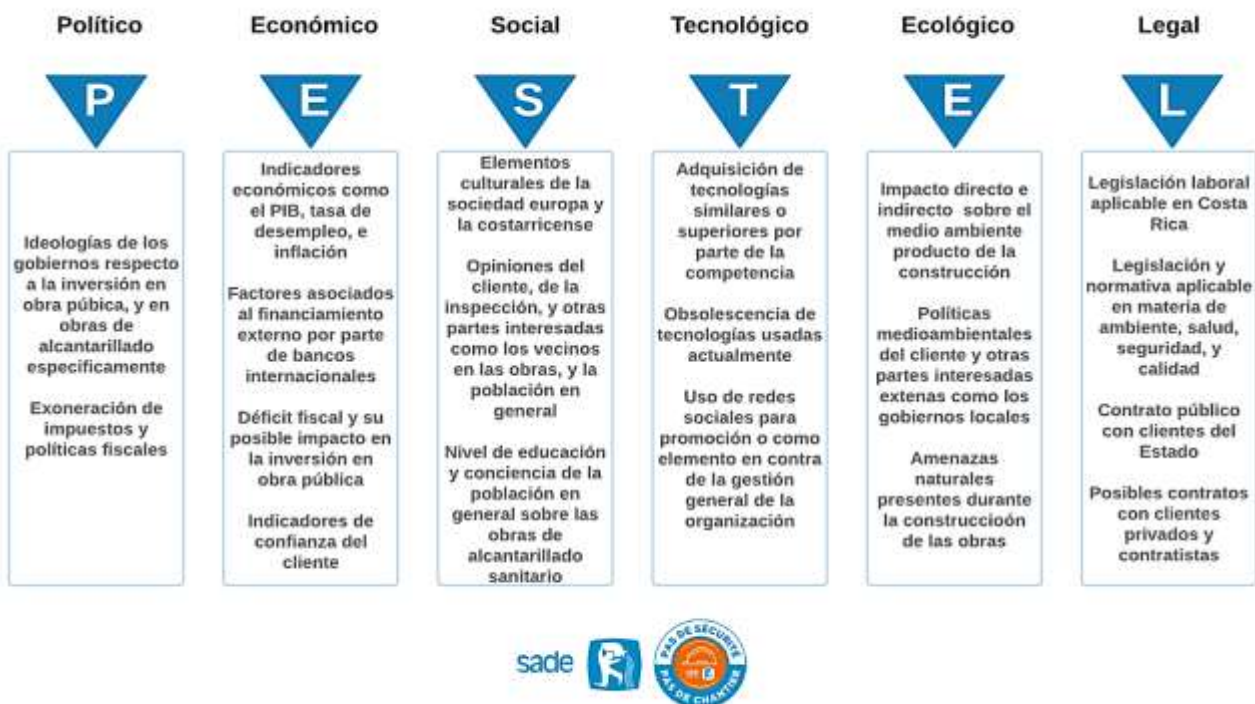 Político
Económico
Social
Tecnológico
Ecológico
Legal
P
E
S
T
E
L
Ideologías de los
gobiernos respecto
a la inversión en
obra púbica, y en
obras de
alcantarillado
especificamente
Exoneración de
impuestos y
políticas fiscales
Indicadores
económicos como
el PIB, tasa de
desempleo, e
inflación
Factores asociados
al financiamiento
externo por parte
de bancos
internacionales
Déficit fiscal y su
posible impacto en
la inversión en
obra pública
Indicadores de
confianza del
cliente
Elementos
culturales de la
sociedad europa y
la costarricense
Opiniones del
cliente, de la
inspección, y otras
partes interesadas
como los vecinos
en las obras, y la
población en
general
Nivel de educación
y conciencia de la
población en
general sobre las
obras de
alcantarillado
sanitario
Adquisición de
tecnologías
similares o
superiores por
parte de la
competencia
Obsolescencia de
tecnologías usadas
actualmente
Uso de redes
sociales para
promoción o como
elemento en contra
de la gestión
general de la
organización
Impacto directo e
indirecto sobre el
medio ambiente
producto de la
construcción
Políticas
medioambientales
del cliente y otras
partes interesadas
extenas como los
gobiernos locales
Amenazas
naturales
presentes durante
la construccioón
de las obras
Legislación laboral
aplicable en Costa
Rica
Legislación y
normativa aplicable
en materia de
ambiente, salud,
seguridad, y
calidad
Contrato público
con clientes del
Estado
Posibles contratos
con clientes
privados y
contratistas
sade
PAS DE SÉCURITÉ
PAS DE CHANTIER